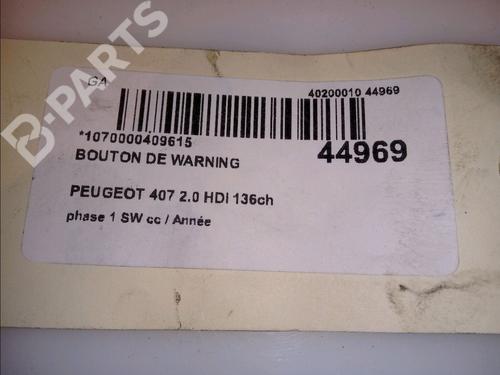 B-PARTS
GA
40200010 44969
*1070000409615
44969
BOUTON DE WARNING
PEUGEOT 407 2.0 HDI 136ch
phase 1 SW cc / Année